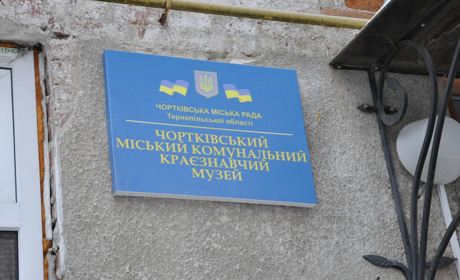 ЧОРТКІВСЬКА МІСЬКА РАДА
Тернопільської області
ЧОРТКІВСЬКИЙ
МІСЬКИЙ КОМУНАЛЬНИЙ
КРАЄЗНАВЧИЙ
МУЗЕЙ